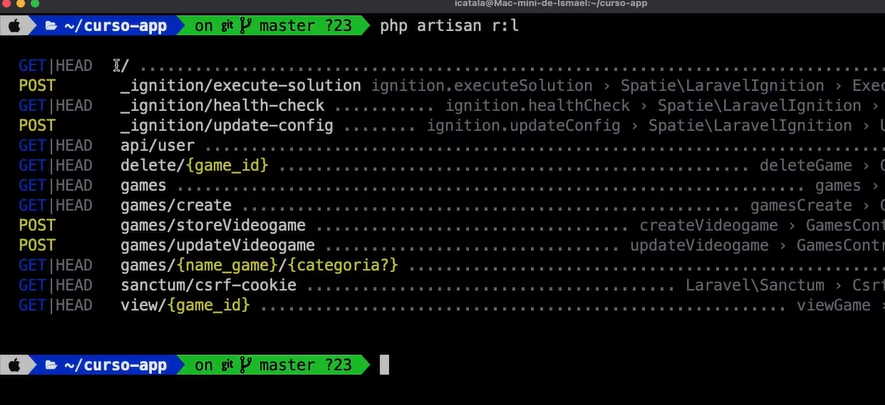 icatala@Mac-mini-de-Ismael:~/curso-app
~/curso-app on git master ?23 php artisan r:l
GET|HEAD / ........................................................................
POST _ignition/execute-solution ignition.executeSolution › Spatie\LaravelIgnition › Exec
GET|HEAD _ignition/health-check ........... ignition.healthCheck › Spatie\LaravelIgnition ›
POST _ignition/update-config ........ ignition.updateConfig › Spatie\LaravelIgnition › U
GET|HEAD api/user ........................................................................
GET|HEAD delete/{game_id} ................................................... deleteGame ›
GET|HEAD games ..................................................................... games ›
GET|HEAD games/create ........................................................ gamesCreate ›
POST games/storeVideogame ................................... createVideogame › GamesCont
POST games/updateVideogame .................................. updateVideogame › GamesContr
GET|HEAD games/{name_game}/{categoria?} ...................................................
GET|HEAD sanctum/csrf-cookie ......................................... Laravel\Sanctum › Csrf
GET|HEAD view/{game_id} ......................................................... viewGame ›
~/curso-app on git master ?23